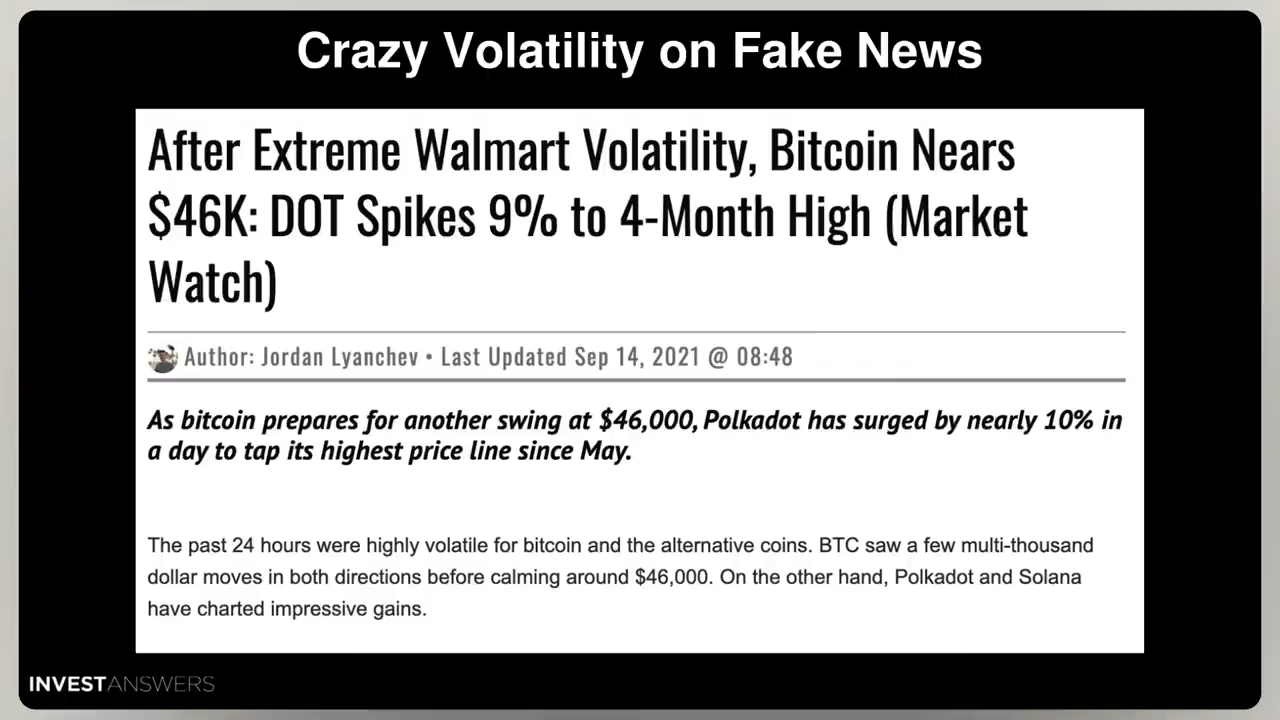 Crazy Volatility on Fake News
After Extreme Walmart Volatility, Bitcoin Nears
$46K: DOT Spikes 9% to 4-Month High (Market
Watch)
Author: Jordan Lyanchev • Last Updated Sep 14, 2021 @ 08:48
As bitcoin prepares for another swing at $46,000, Polkadot has surged by nearly 10% in
a day to tap its highest price line since May.
The past 24 hours were highly volatile for bitcoin and the alternative coins. BTC saw a few multi-thousand
dollar moves in both directions before calming around $46,000. On the other hand, Polkadot and Solana
have charted impressive gains.
INVESTANSWERS